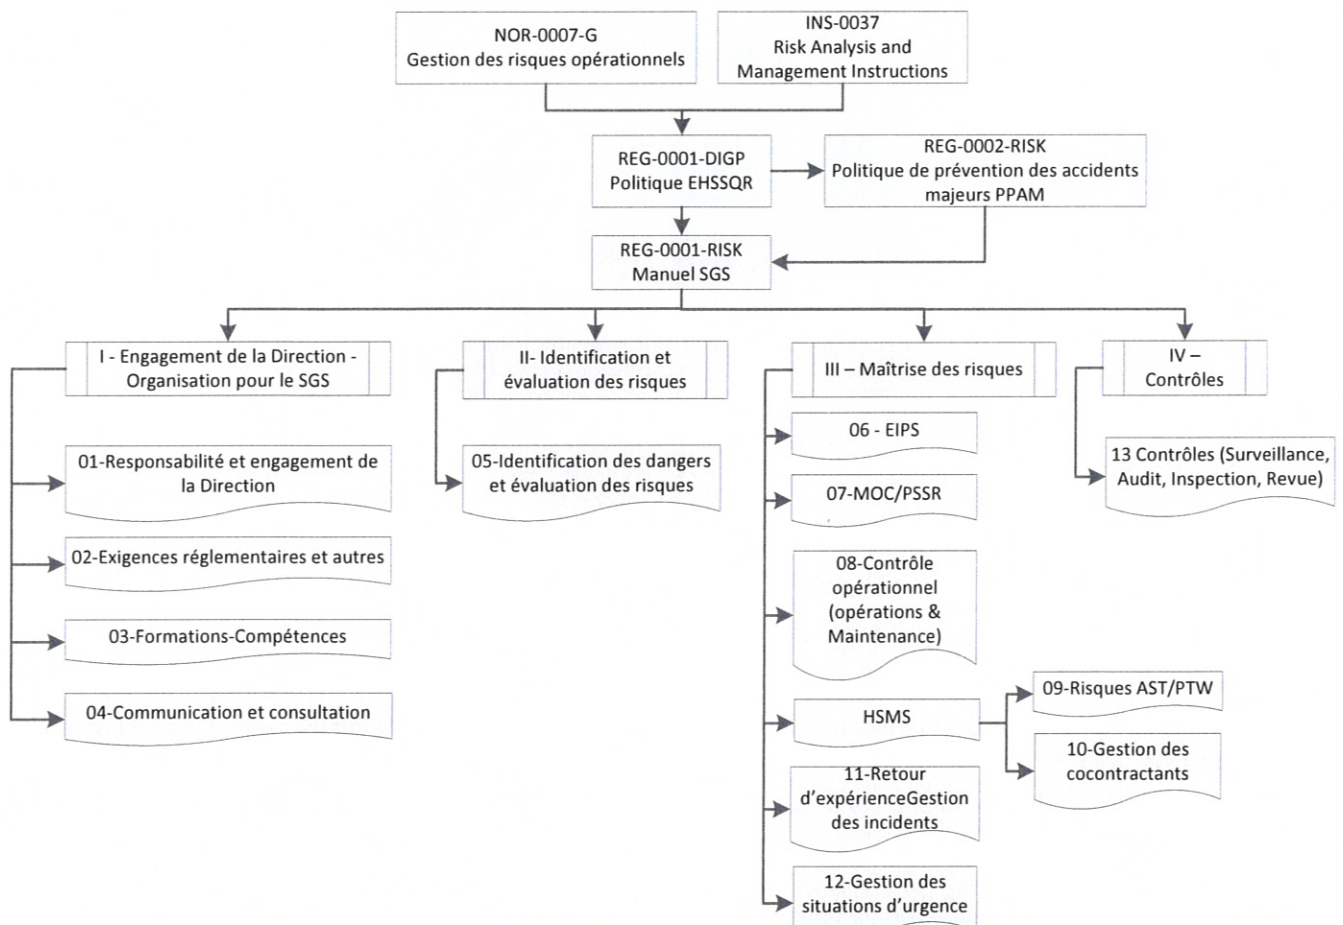 NOR-0007-G
Gestion des risques opérationnels
INS-0037
Risk Analysis and
Management Instructions
REG-0001-DIGP
Politique EHSSQR
REG-0002-RISK
Politique de prévention des accidents
majeurs PPAM
REG-0001-RISK
Manuel SGS
I - Engagement de la Direction -
Organisation pour le SGS
01-Responsabilité et engagement de
la Direction
02-Exigences réglementaires et autres
03-Formations-Compétences
04-Communication et consultation
II- Identification et
évaluation des risques
05-Identification des dangers
et évaluation des risques
III – Maîtrise des risques
06 - EIPS
07-MOC/PSSR
08-Contrôle
opérationnel
(opérations &
Maintenance)
HSMS
09-Risques AST/PTW
10-Gestion des
cocontractants
11-Retour
d'expérienceGestion
des incidents
12-Gestion des
situations d'urgence
IV –
Contrôles
13 Contrôles (Surveillance,
Audit, Inspection, Revue)